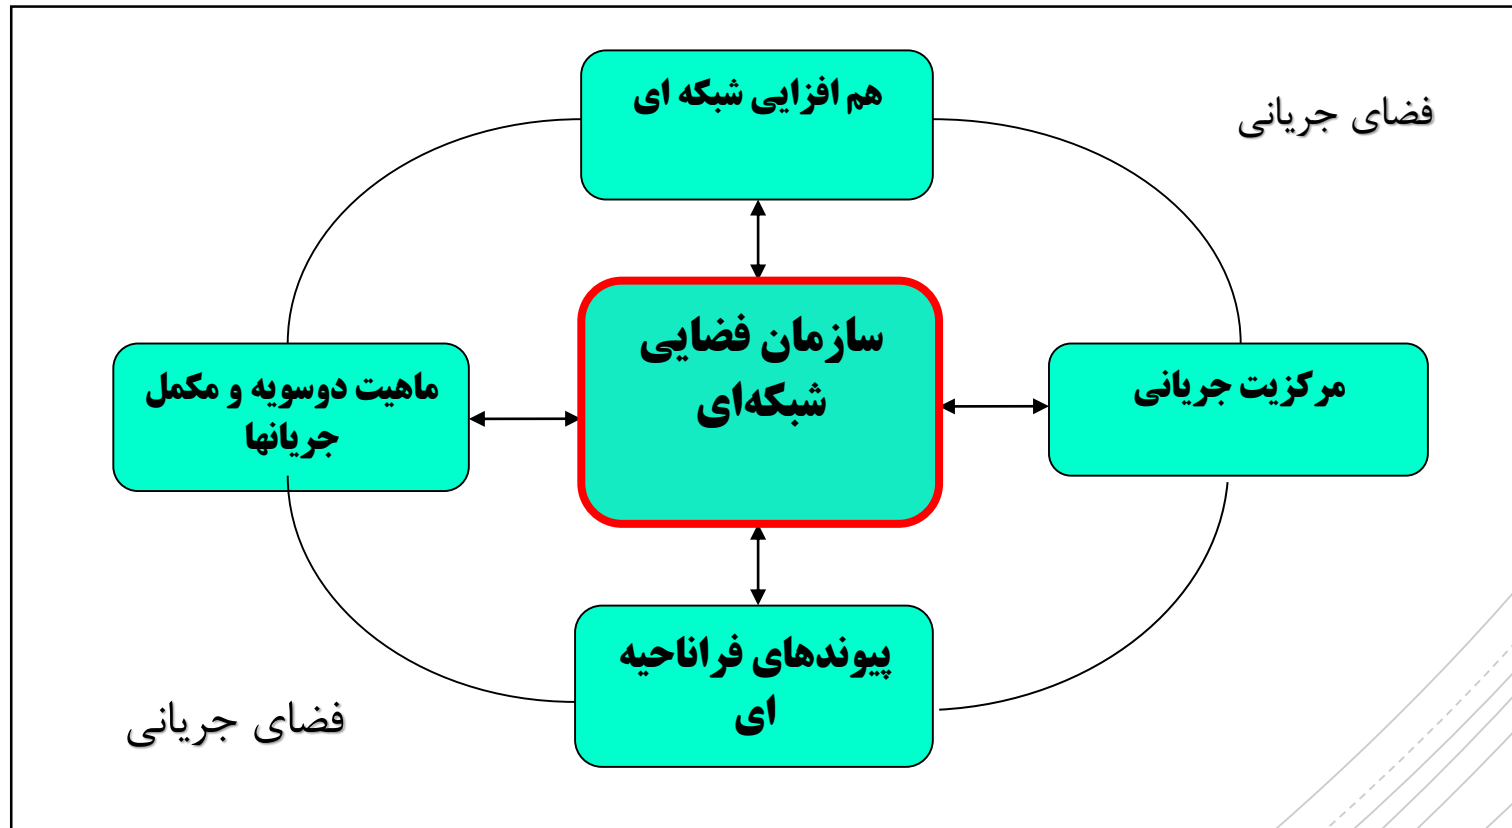 هم افزایی شبکه ای
فضای جریانی
سازمان فضایی
شبکه‌ای
مرکزیت جریانی
ماهیت دوسویه و مکمل
جریانها
پیوندهای فراناحیه
ای
فضای جریانی